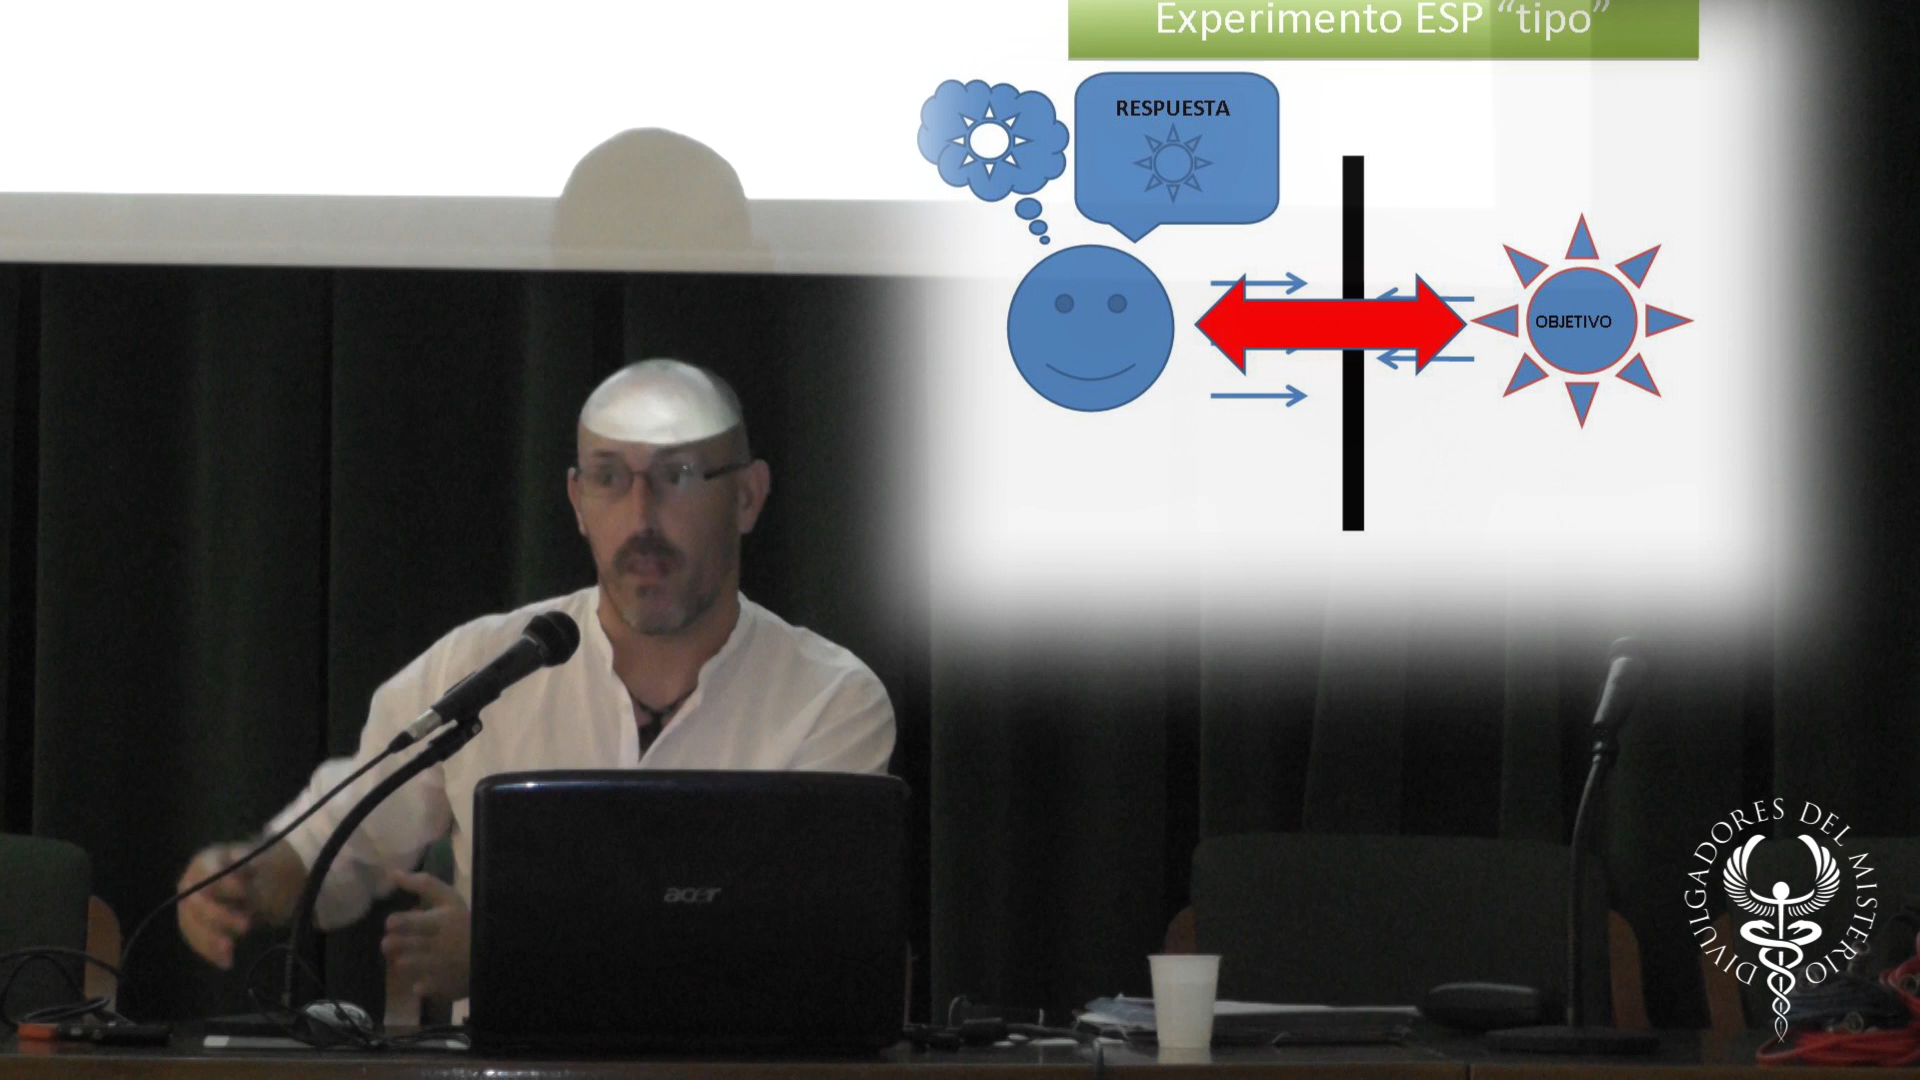 Experimento ESP “tipo”
RESPUESTA
OBJETIVO
acer
DIVULGADORES DEL MISTERIO